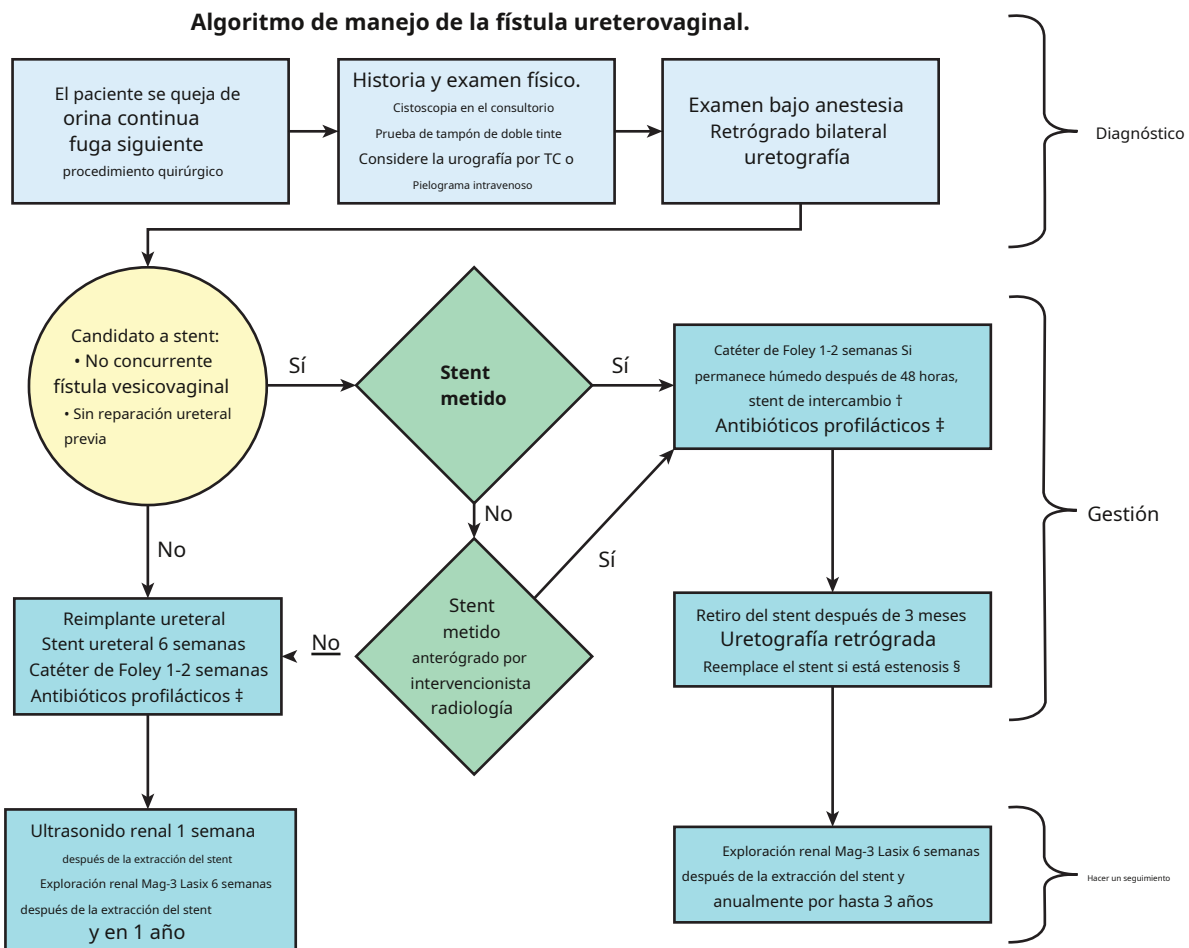 Algoritmo de manejo de la fístula ureterovaginal.
El paciente se queja de
orina continua
fuga siguiente
procedimiento quirúrgico
Historia y examen físico.
Cistoscopia en el consultorio
Prueba de tampón de doble tinte
Considere la urografía por TC o
Pielograma intravenoso
Examen bajo anestesia
Retrógrado bilateral
uretografía
Diagnóstico
Candidato a stent:
• No concurrente
fístula vesicovaginal
• Sin reparación ureteral
previa
Sí
Stent
metido
Sí
Catéter de Foley 1-2 semanas Si
permanece húmedo después de 48 horas,
stent de intercambio †
Antibióticos profilácticos ‡
No
No
Sí
Gestión
Reimplante ureteral
Stent ureteral 6 semanas
Catéter de Foley 1-2 semanas
Antibióticos profilácticos ‡
No
Stent
metido
anterógrado por
intervencionista
radiología
Retiro del stent después de 3 meses
Uretografía retrógrada
Reemplace el stent si está estenosis §
Ultrasonido renal 1 semana
después de la extracción del stent
Exploración renal Mag-3 Lasix 6 semanas
después de la extracción del stent
y en 1 año
Exploración renal Mag-3 Lasix 6 semanas
después de la extracción del stent y
anualmente por hasta 3 años
Hacer un seguimiento